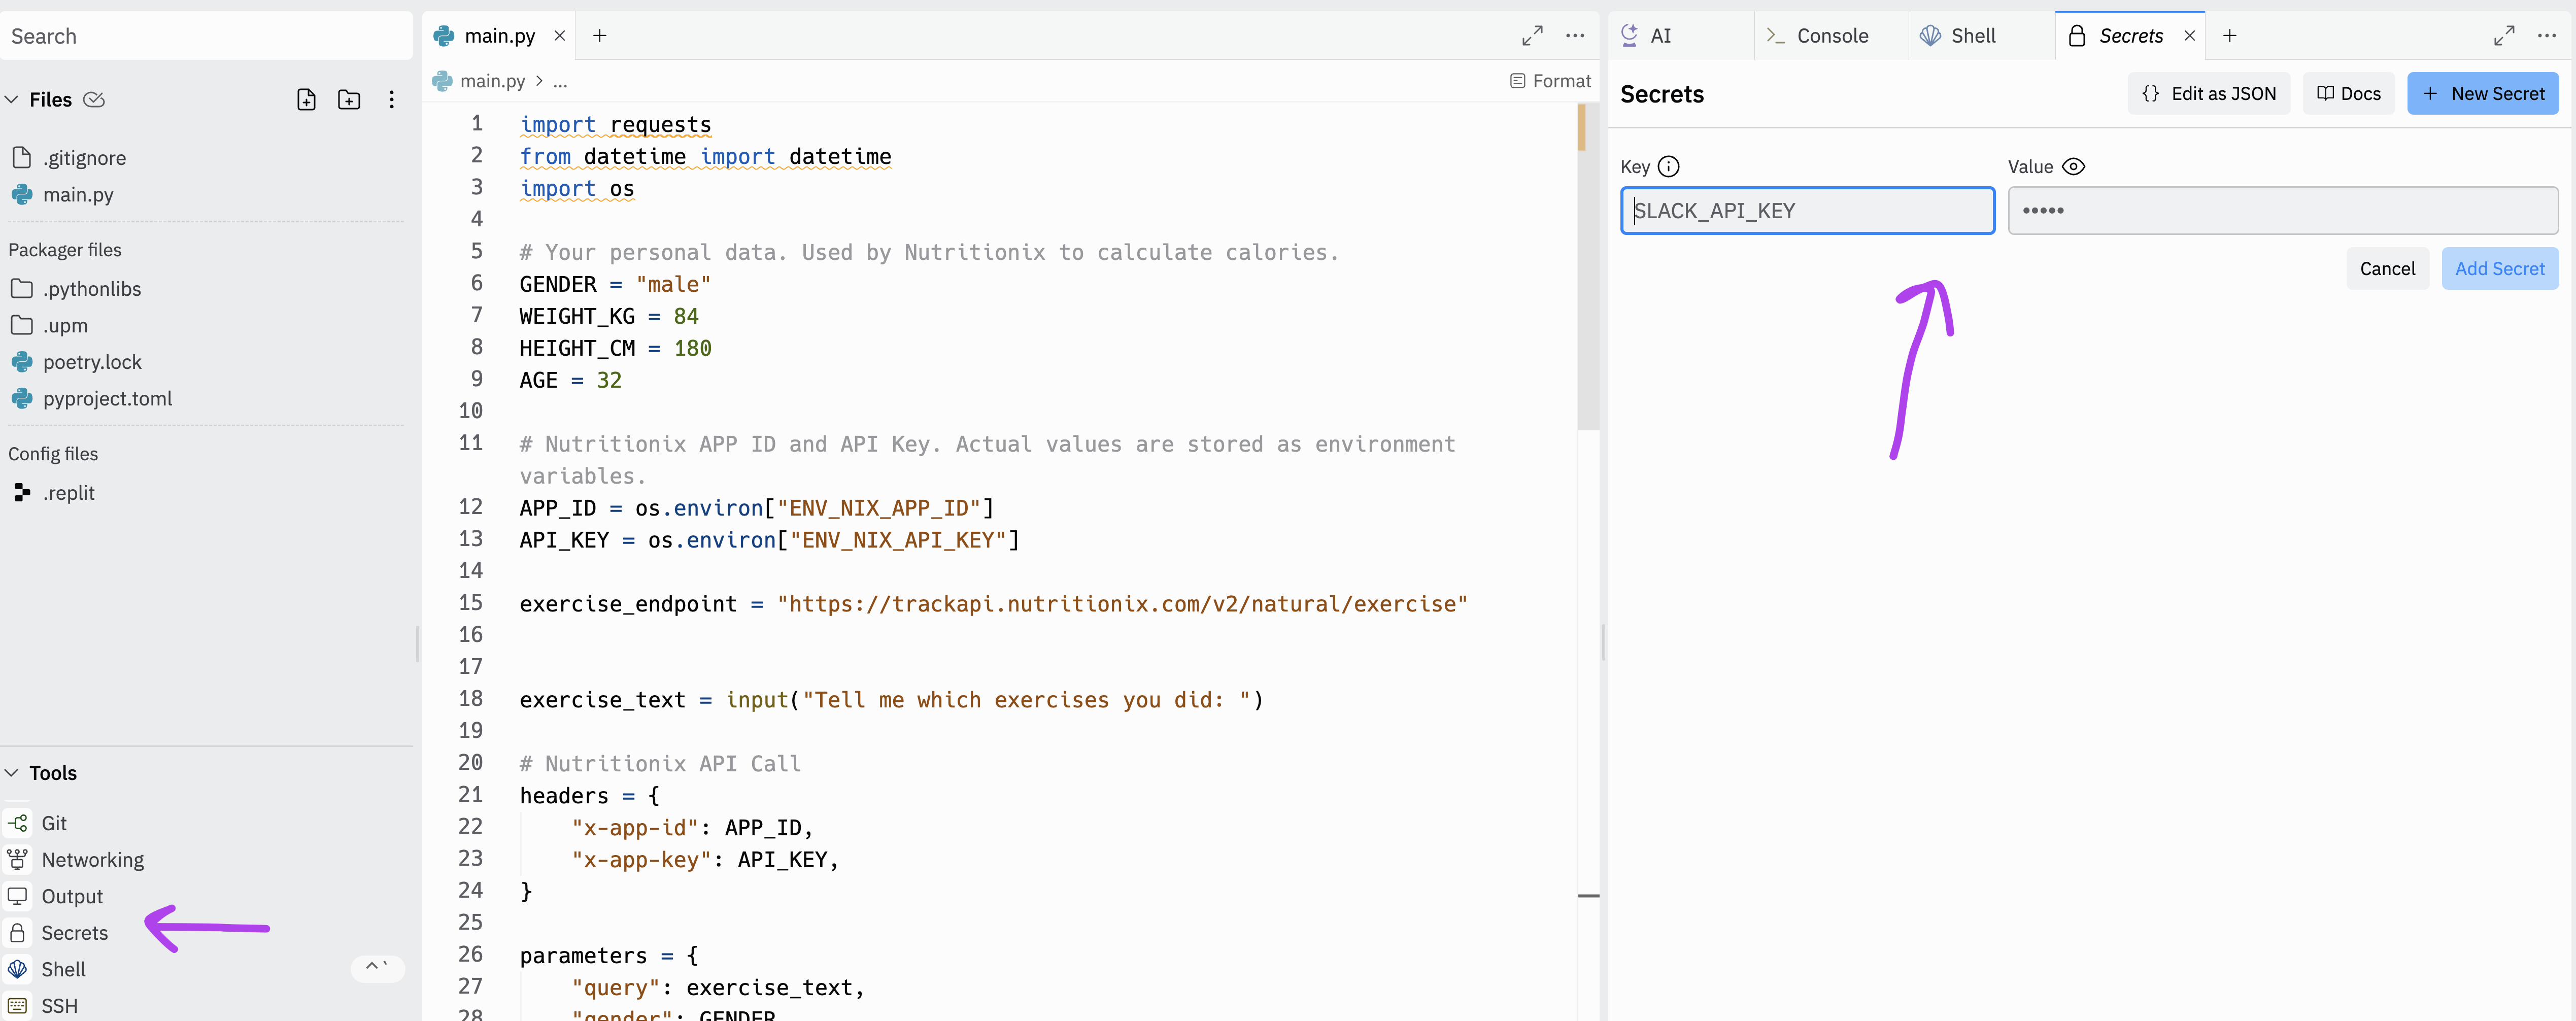 Search
Files
.gitignore
main.py
Packager files
.pythonlibs
.upm
poetry.lock
pyproject.toml
Config files
.replit
Tools
Git
Networking
Output
Secrets
Shell
^ `
SSH
main.py
main.py > ...
Format
1 import requests
2 from datetime import datetime
3 import os
4
5 # Your personal data. Used by Nutritionix to calculate calories.
6 GENDER = "male"
7 WEIGHT_KG = 84
8 HEIGHT_CM = 180
9 AGE = 32
10
11 # Nutritionix APP ID and API Key. Actual values are stored as environment
variables.
12 APP_ID = os.environ["ENV_NIX_APP_ID"]
13 API_KEY = os.environ["ENV_NIX_API_KEY"]
14
15 exercise_endpoint = "https://trackapi.nutritionix.com/v2/natural/exercise"
16
17
18 exercise_text = input("Tell me which exercises you did: ")
19
20 # Nutritionix API Call
21 headers = {
22 "x-app-id": APP_ID,
23 "x-app-key": API_KEY,
24 }
25
26 parameters = {
27 "query": exercise_text,
28 "gender": GENDER
AI
Console
Shell
Secrets
Secrets
{} Edit as JSON
Docs
+ New Secret
Key
Value
SLACK_API_KEY
•••••
Cancel
Add Secret